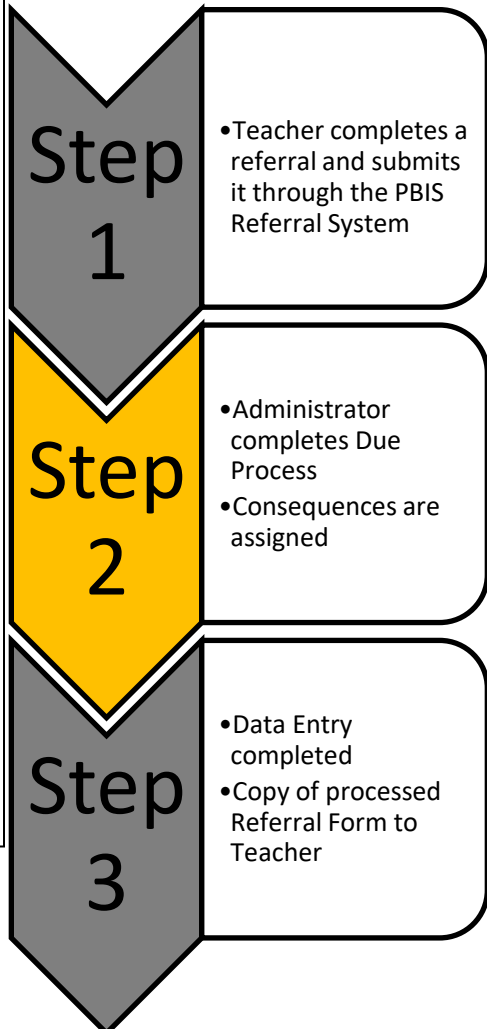 Step
1
•Teacher completes a
referral and submits
it through the PBIS
Referral System
Step
2
•Administrator
completes Due
Process
•Consequences are
assigned
Step
3
•Data Entry
completed
•Copy of processed
Referral Form to
Teacher